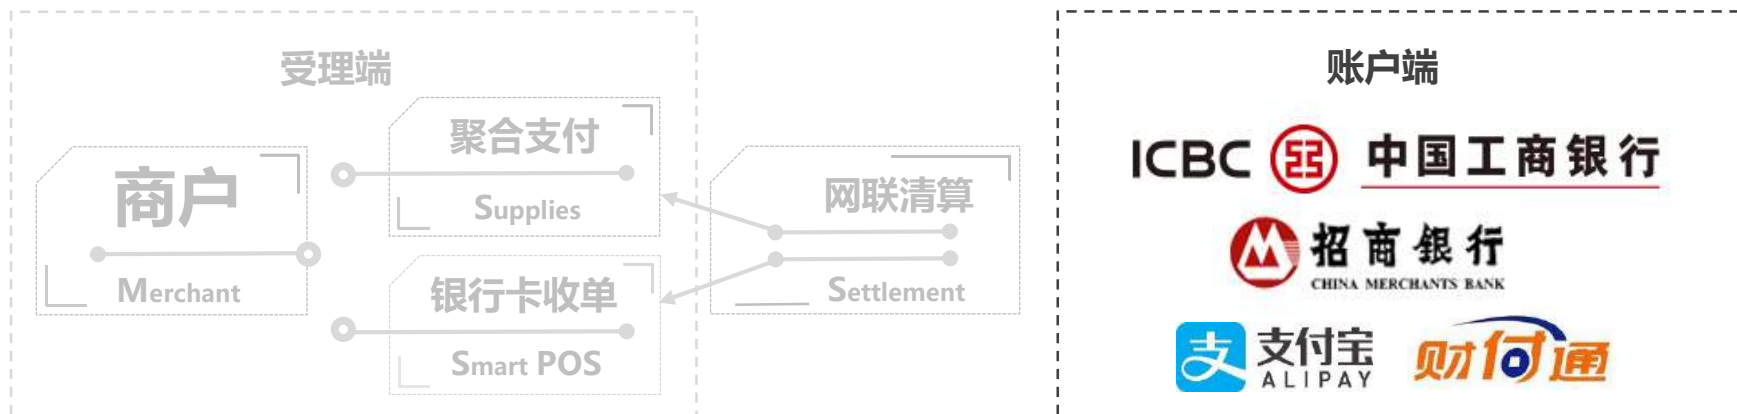 受理端
商户
Merchant
聚合支付
Supplies
银行卡收单
Smart POS
网联清算
Settlement
账户端
ICBC 中国工商银行
招商银行
CHINA MERCHANTS BANK
支 支付宝
ALIPAY
财付通